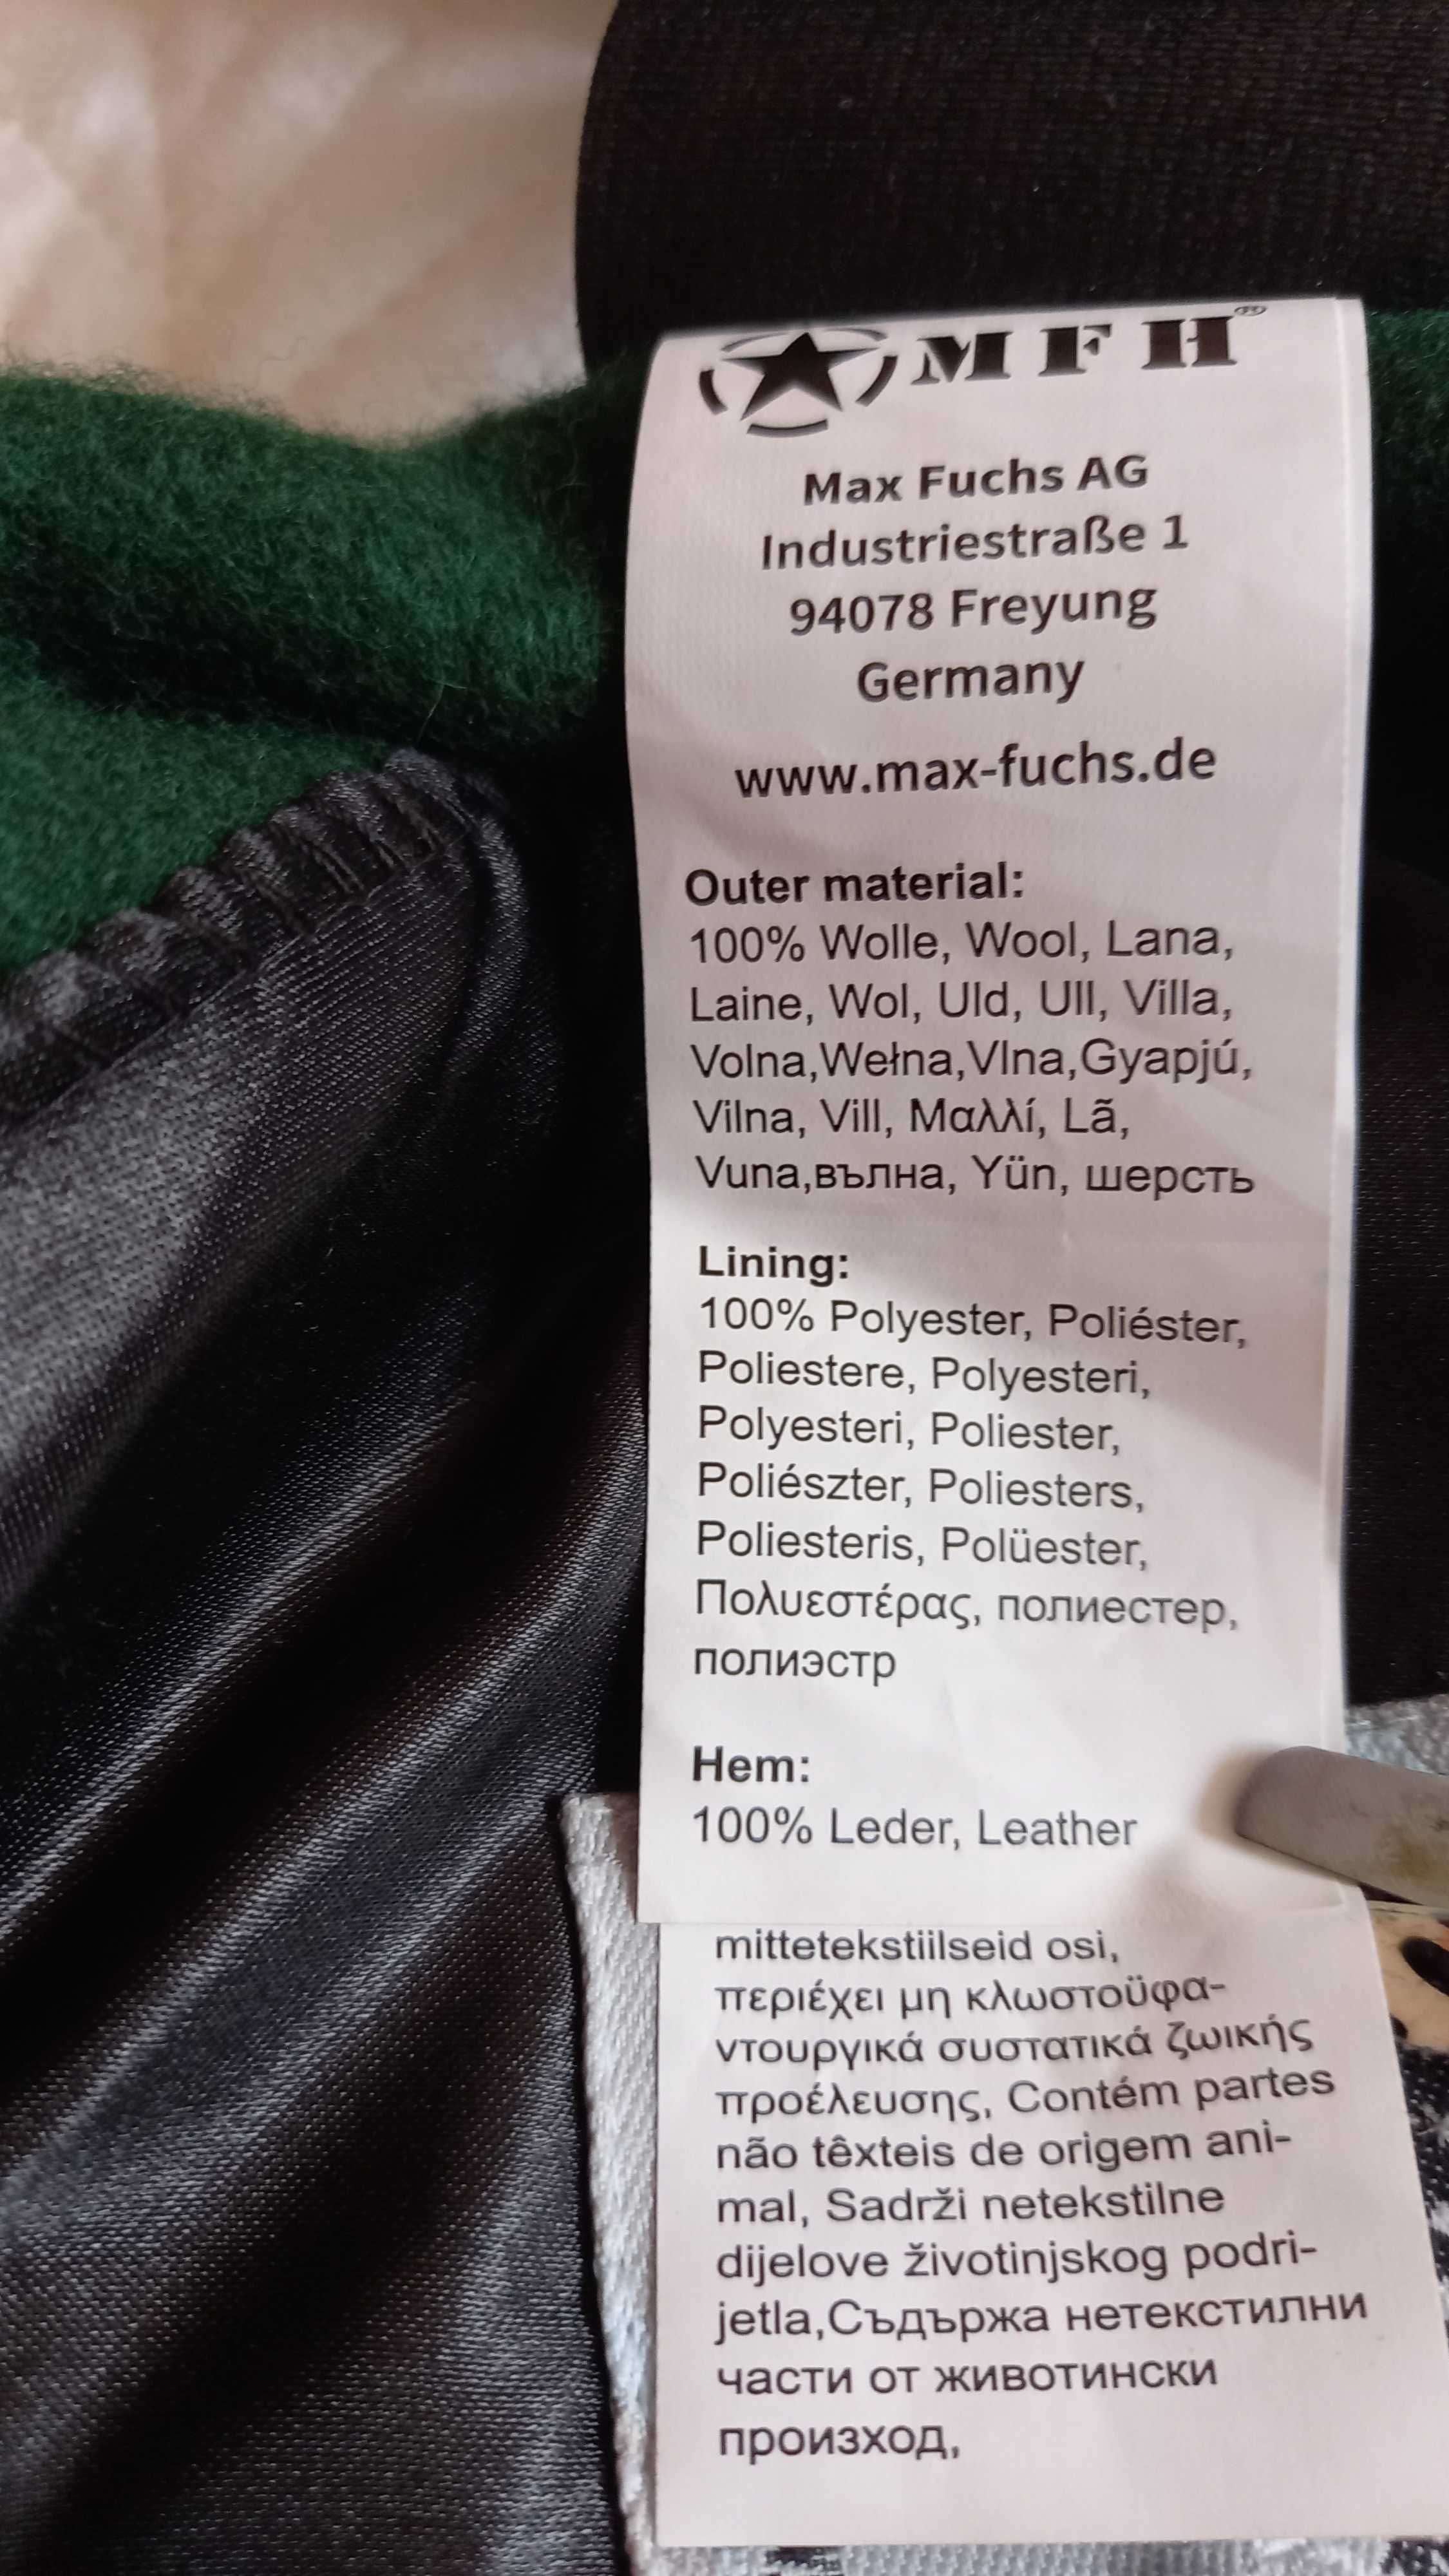 MFH®
Max Fuchs AG
Industriestraße 1
94078 Freyung
Germany
www.max-fuchs.de
Outer material:
100% Wolle, Wool, Lana,
Laine, Wol, Uld, Ull, Villa,
Volna,Wełna,Vlna,Gyapjú,
Vilna, Vill, Μαλλί, Lã,
Vuna,вълна, Yün, шерсть
Lining:
100% Polyester, Poliéster,
Poliestere, Polyesteri,
Polyesteri, Poliester,
Poliészter, Poliesters,
Poliesteris, Polüester,
Πολυεστέρας, полиестер,
полиэстр
Hem:
100% Leder, Leather
mittetekstiilseid osi,
περιέχει μη κλωστοϋφα-
ντουργικά συστατικά ζωικής
προέλευσης, Contém partes
não têxteis de origem ani-
mal, Sadrži netekstilne
dijelove životinjskog podri-
jetla,Съдържа нетекстилни
части от животински
произход,